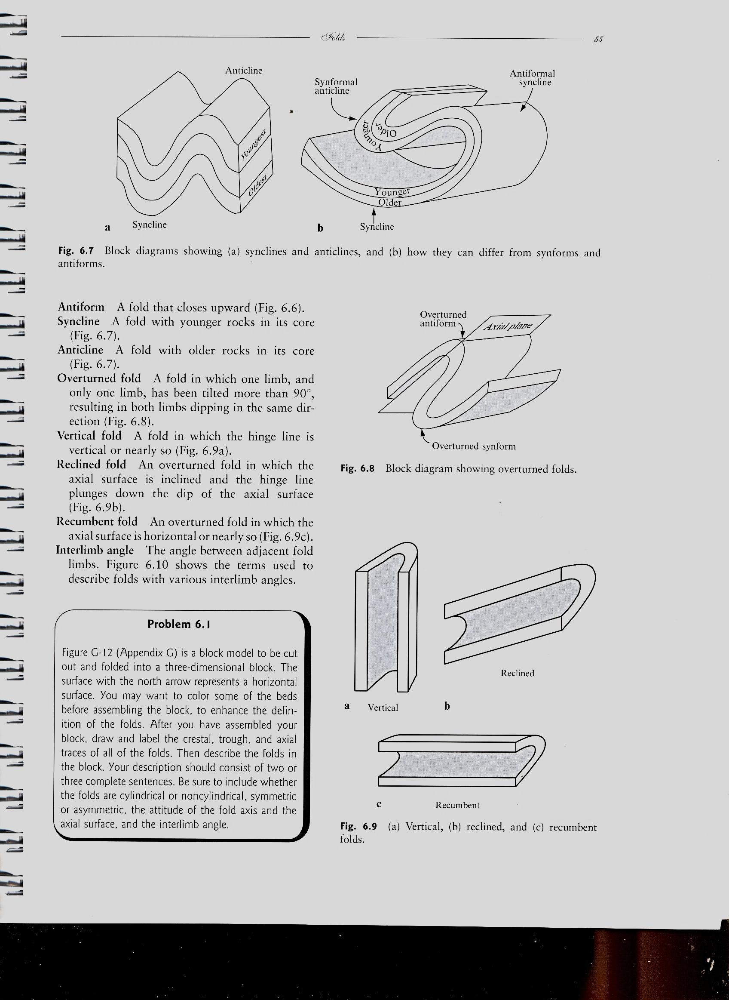 Folds
55
Anticline
Youngest
Oldest
a
Syncline
Synformal
anticline
Antiformal
syncline
Younger
Older
Younger
Older
b
Syncline
Fig. 6.7 Block diagrams showing (a) synclines and anticlines, and (b) how they can differ from synforms and
antiforms.
Antiform A fold that closes upward (Fig. 6.6).
Syncline A fold with younger rocks in its core
(Fig. 6.7).
Anticline A fold with older rocks in its core
(Fig. 6.7).
Overturned fold A fold in which one limb, and
only one limb, has been tilted more than 90°,
resulting in both limbs dipping in the same dir-
ection (Fig. 6.8).
Vertical fold A fold in which the hinge line is
vertical or nearly so (Fig. 6.9a).
Reclined fold An overturned fold in which the
axial surface is inclined and the hinge line
plunges down the dip of the axial surface
(Fig. 6.9b).
Recumbent fold An overturned fold in which the
axial surface is horizontal or nearly so (Fig. 6.9c).
Interlimb angle The angle between adjacent fold
limbs. Figure 6.10 shows the terms used to
describe folds with various interlimb angles.
Problem 6.1
Figure G-12 (Appendix G) is a block model to be cut
out and folded into a three-dimensional block. The
surface with the north arrow represents a horizontal
surface. You may want to color some of the beds
before assembling the block, to enhance the defin-
ition of the folds. After you have assembled your
block, draw and label the crestal, trough, and axial
traces of all of the folds. Then describe the folds in
the block. Your description should consist of two or
three complete sentences. Be sure to include whether
the folds are cylindrical or noncylindrical, symmetric
or asymmetric, the attitude of the fold axis and the
axial surface, and the interlimb angle.
Overturned
antiform
Axial plane
Overturned synform
Fig. 6.8 Block diagram showing overturned folds.
a Vertical
b
Reclined
c
Recumbent
Fig. 6.9 (a) Vertical, (b) reclined, and (c) recumbent
folds.